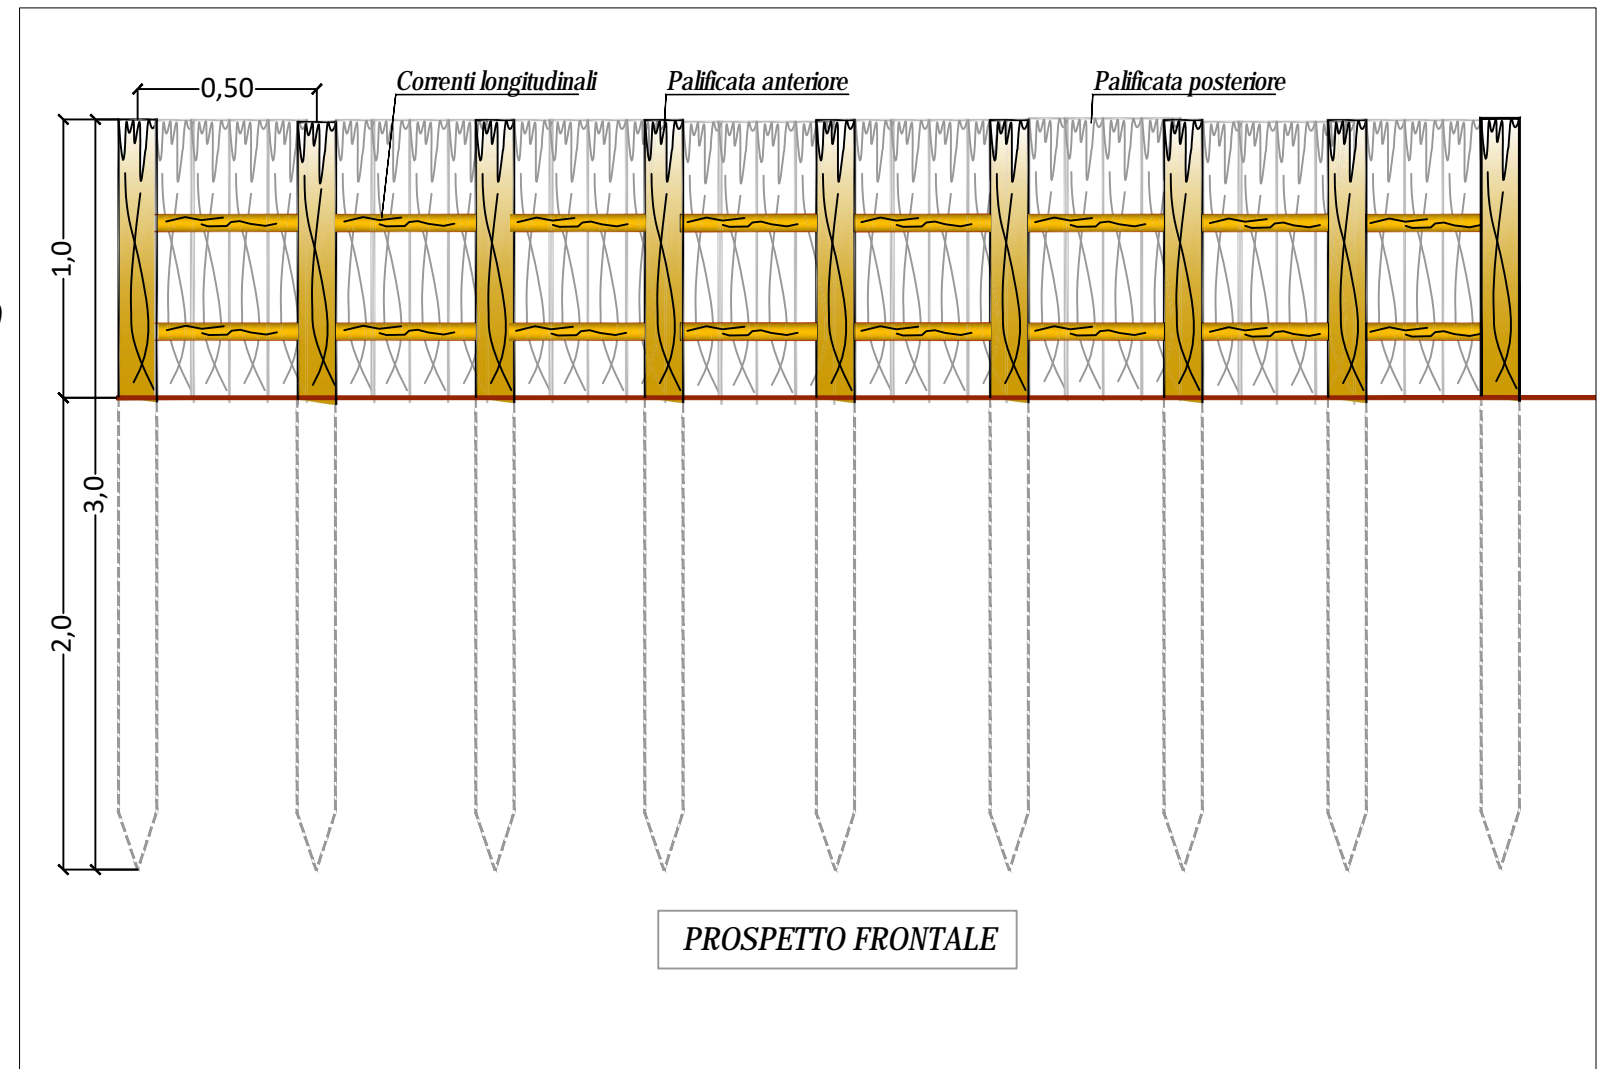 0,50
Correnti longitudinali
Palificata anteriore
Palificata posteriore
1,0
3,0
2,0
PROSPETTO FRONTALE